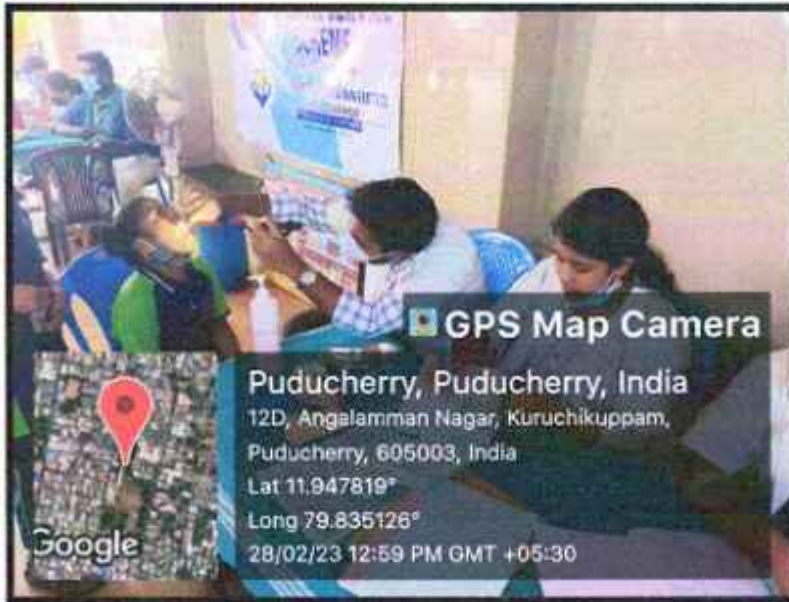 GPS Map Camera
Puducherry, Puducherry, India
12D, Angalamman Nagar, Kuruchikuppam,
Puducherry, 605003, India
Lat 11.947819°
Long 79.835126°
28/02/23 12:59 PM GMT +05:30
Google